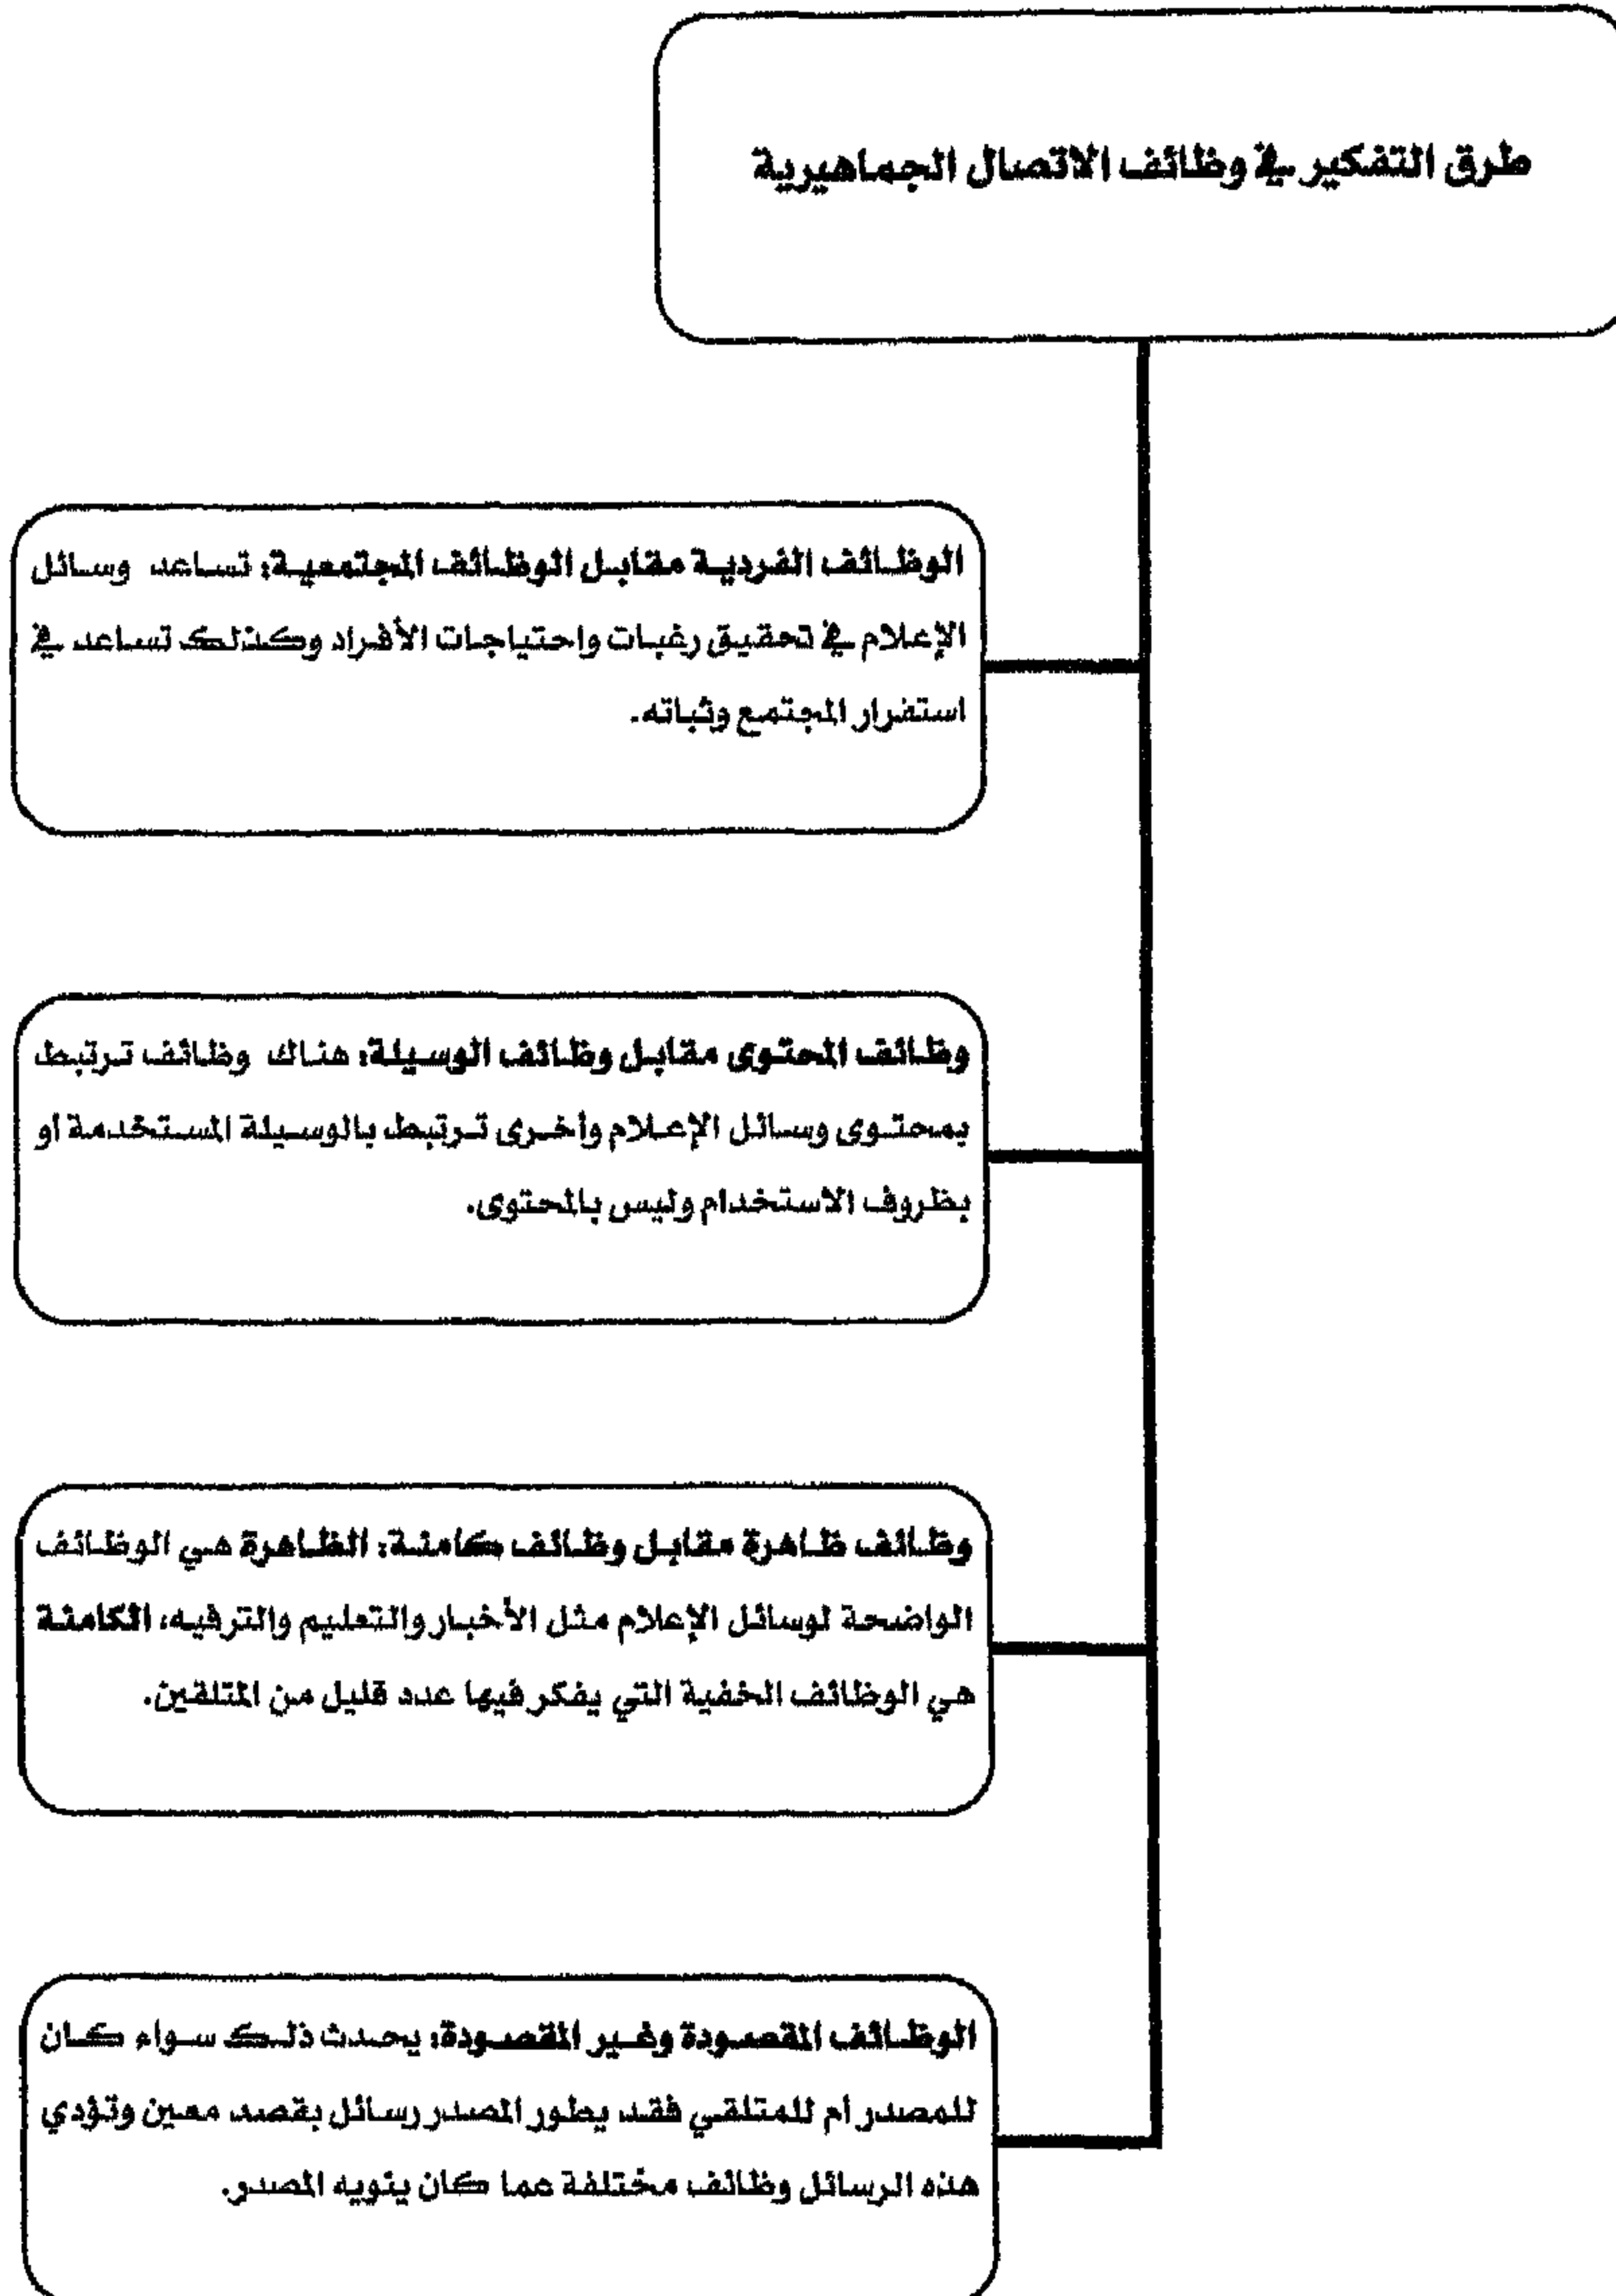 طرق التفكير في وظائف الاتصال الجماهيرية
الوظائف الفردية مقابل الوظائف المجتمعية: تساعد وسائل
الإعلام في تحقيق رغبات واحتياجات الأفراد وكذلك تساعد في
استقرار المجتمع وثباته.
وظائف المحتوى مقابل وظائف الوسيلة: هناك وظائف ترتبط
بمحتوى وسائل الإعلام وأخرى ترتبط بالوسيلة المستخدمة أو
بظروف الاستخدام وليس بالمحتوى.
وظائف ظاهرة مقابل وظائف كامنة: الظاهرة هي الوظائف
الواضحة لوسائل الإعلام مثل الأخبار والتعليم والترفيه، الكامنة
هي الوظائف الخفية التي يفكر فيها عدد قليل من المتلقين.
الوظائف المقصودة وغير المقصودة: يحدث ذلك سواء كان
للمصدر أم للمتلقي فقد يطور المصدر رسائل بقصد معين وتؤدي
هذه الرسائل وظائف مختلفة عما كان ينويه المصدر.